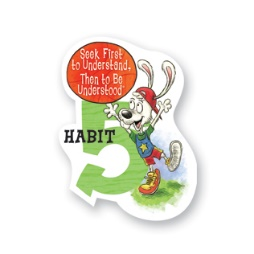 Seek First
to Understand,
Then to Be
Understood®
HABIT
5